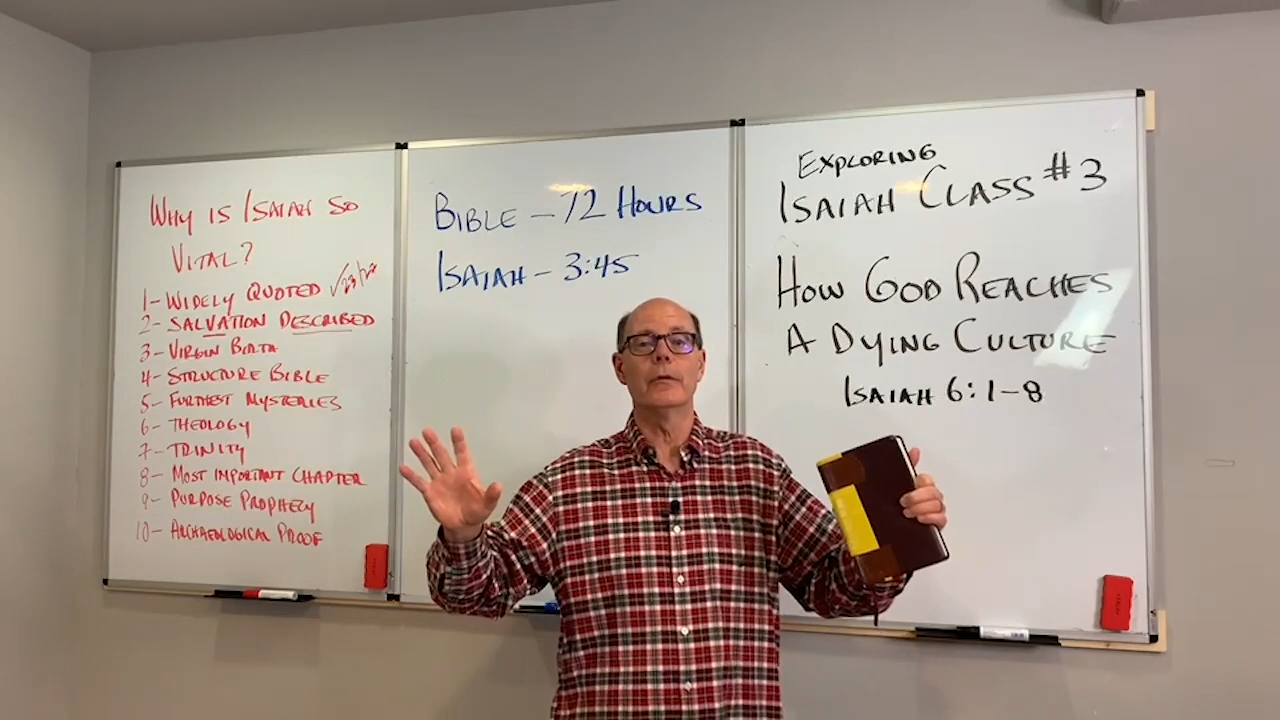 WHY IS ISAIAH SO
VITAL?
1- WIDELY QUOTED
2- SALVATION DESCRIBED
3- VIRGIN BIRTH
4- STRUCTURE BIBLE
5- FURTHEST MYSTERIES
6- THEOLOGY
7- TRINITY
8- MOST IMPORTANT CHAPTER
9- PURPOSE PROPHECY
10- ARCHAEOLOGICAL PROOF
BIBLE - 72 HOURS
ISAIAH - 3:45
EXPLORING
ISAIAH CLASS #3
HOW GOD REACHES
A DYING CULTURE
ISAIAH 6:1-8